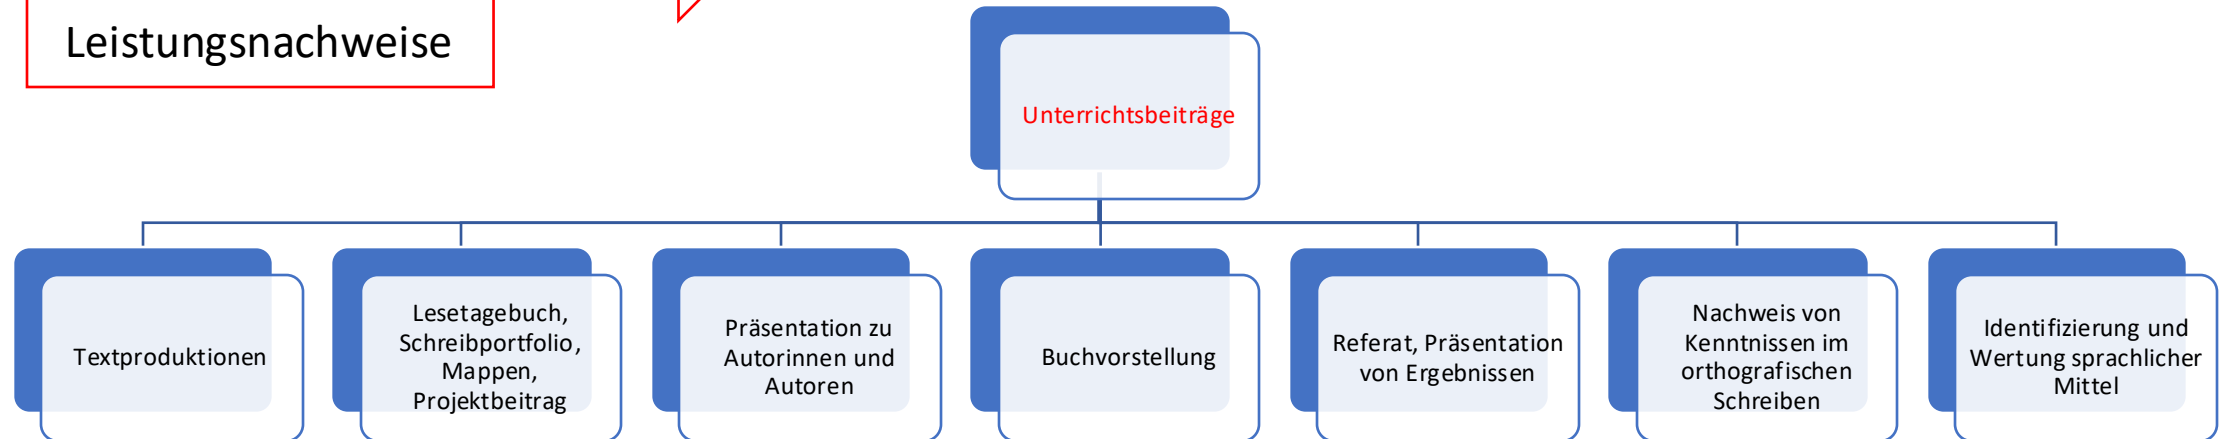 Leistungsnachweise
Unterrichtsbeiträge
Textproduktionen
Lesetagebuch,
Schreibportfolio,
Mappen,
Projektbeitrag
Präsentation zu
Autorinnen und
Autoren
Buchvorstellung
Referat, Präsentation
von Ergebnissen
Nachweis von
Kenntnissen im
orthografischen
Schreiben
Identifizierung und
Wertung sprachlicher
Mittel